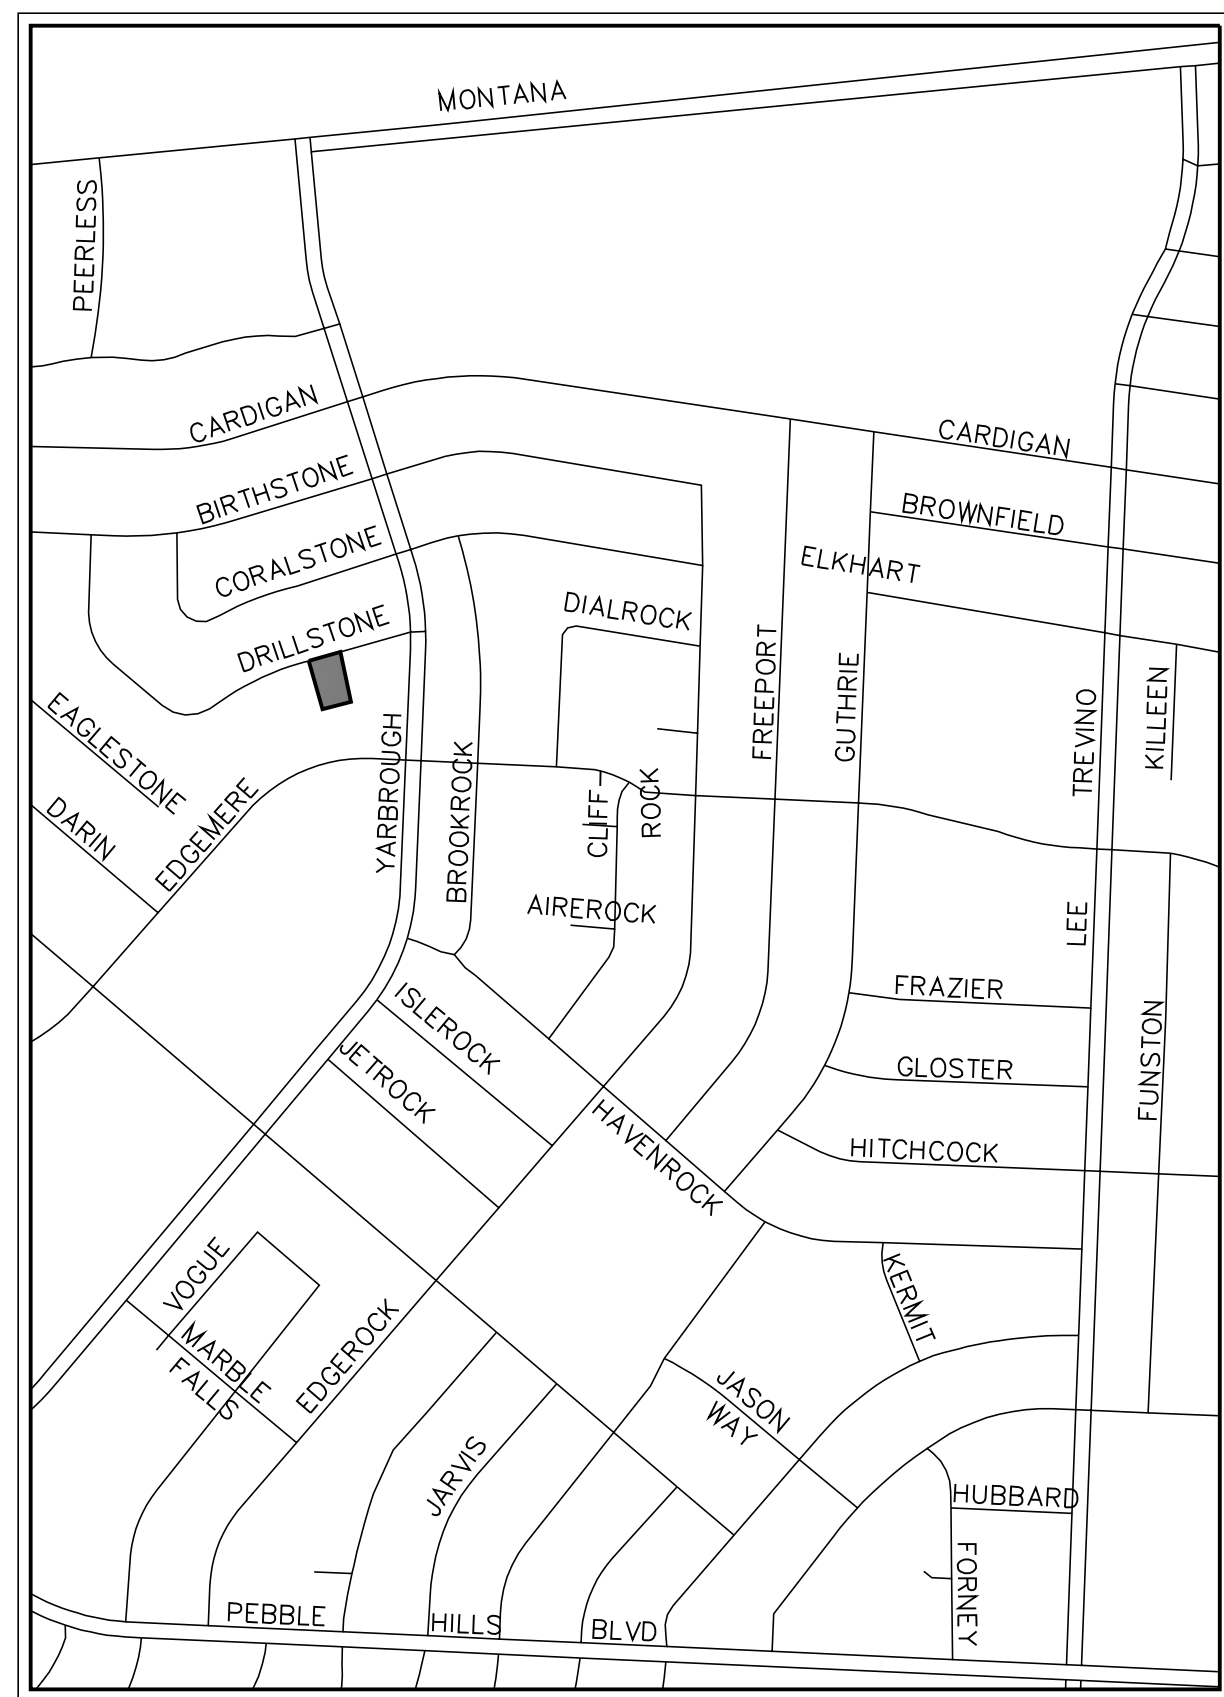 MONTANA
PEERLESS
CARDIGAN
CARDIGAN
BIRTHSTONE
BROWNFIELD
CORALSTONE
ELKHART
DIALROCK
DRILLSTONE
FREEPORT
GUTHRIE
TREVINO
KILLEEN
EAGLESTONE
YARBROUGH
BROOKROCK
CLIFF-
ROCK
DARIN
EDGEMERE
AIREROCK
LEE
FRAZIER
ISLEROCK
FUNSTON
JETROCK
GLOSTER
HAVENROCK
HITCHCOCK
VOGUE
KERMIT
MARBLE
FALLS
EDGEROCK
JASON
WAY
JARVIS
HUBBARD
FORNEY
PEBBLE
HILLS
BLVD